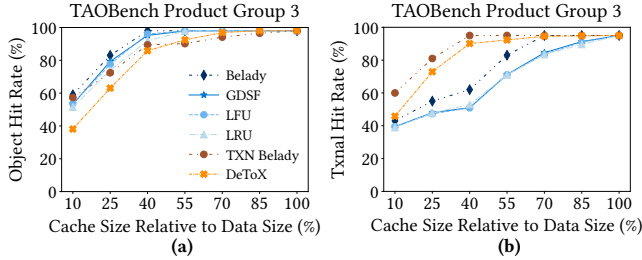 TAOBench Product Group 3
Object Hit Rate (%)
100
80
60
40
20
0
Belady
GDSF
LFU
LRU
TXN Belady
DeToX
10 25 40 55 70 85 100
Cache Size Relative to Data Size (%)
(a)
TAOBench Product Group 3
Txnal Hit Rate (%)
100
80
60
40
20
0
10 25 40 55 70 85 100
Cache Size Relative to Data Size (%)
(b)